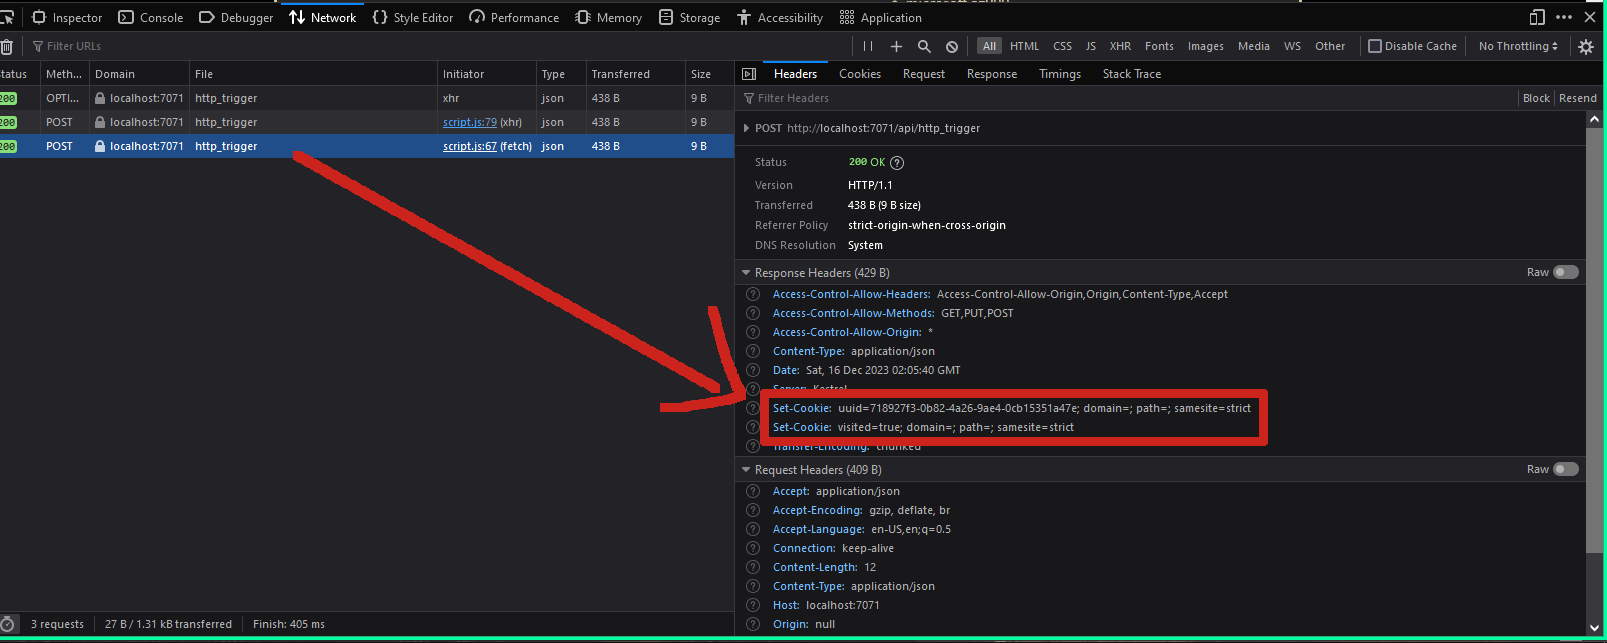 Inspector Console Debugger Network Style Editor Performance Memory Storage Accessibility Application
Filter URLs
All HTML CSS JS XHR Fonts Images Media WS Other Disable Cache No Throttling
tatus Meth... Domain File Initiator Type Transferred Size
200 OPTI... localhost:7071 http_trigger xhr json 438 B 9 B
200 POST localhost:7071 http_trigger script.js:79 (xhr) json 438 B 9 B
200 POST localhost:7071 http_trigger script.js:67 (fetch) json 438 B 9 B
Headers Cookies Request Response Timings Stack Trace
Filter Headers Block Resend
POST http://localhost:7071/api/http_trigger
Status 200 OK ?
Version HTTP/1.1
Transferred 438 B (9 B size)
Referrer Policy strict-origin-when-cross-origin
DNS Resolution System
Response Headers (429 B) Raw
? Access-Control-Allow-Headers: Access-Control-Allow-Origin,Origin,Content-Type,Accept
? Access-Control-Allow-Methods: GET,PUT,POST
? Access-Control-Allow-Origin: *
? Content-Type: application/json
? Date: Sat, 16 Dec 2023 02:05:40 GMT
? Server: Kestrel
? Set-Cookie: uuid=718927f3-0b82-4a26-9ae4-0cb15351a47e; domain=; path=; samesite=strict
? Set-Cookie: visited=true; domain=; path=; samesite=strict
? Transfer-Encoding: chunked
Request Headers (409 B) Raw
? Accept: application/json
? Accept-Encoding: gzip, deflate, br
? Accept-Language: en-US,en;q=0.5
? Connection: keep-alive
? Content-Length: 12
? Content-Type: application/json
? Host: localhost:7071
? Origin: null
3 requests 27 B / 1.31 kB transferred Finish: 405 ms